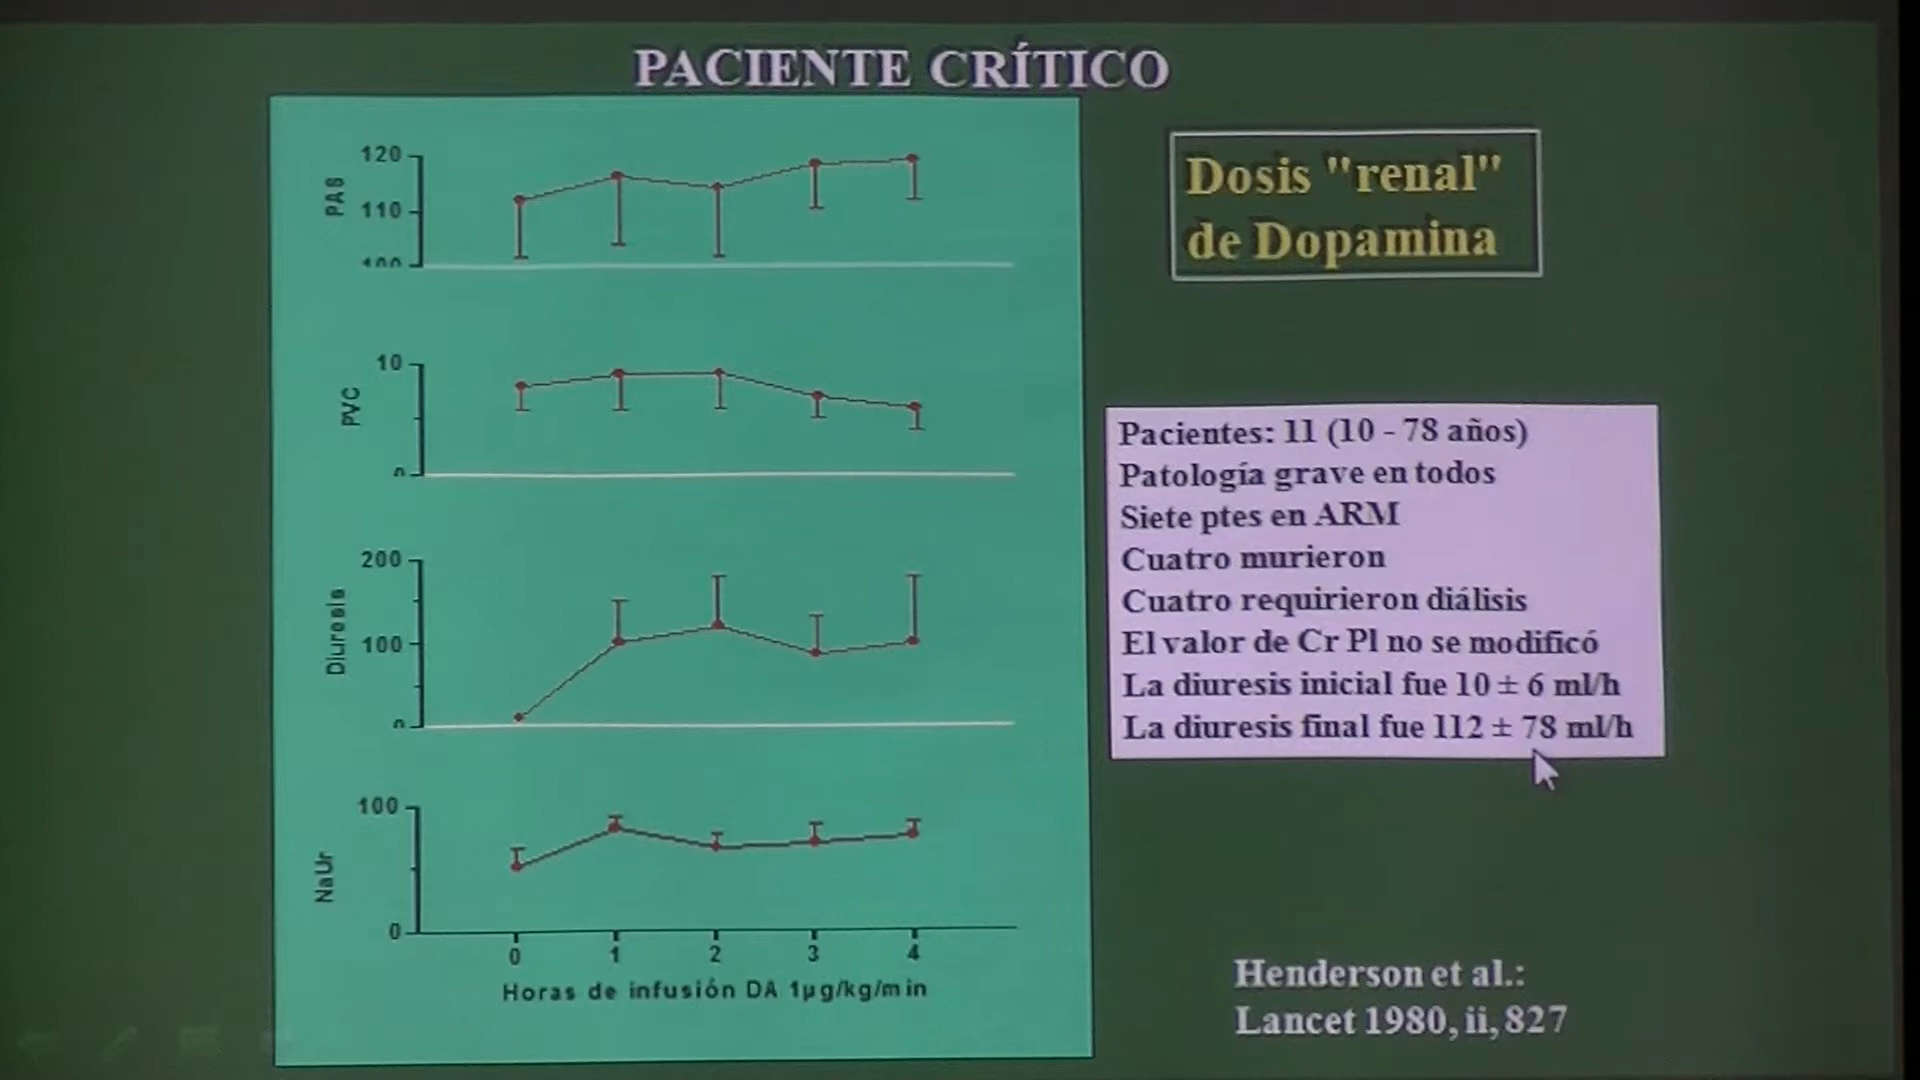 PACIENTE CRÍTICO
120
PAS
110
100
10
PVC
0
200
Diuresis
100
0
100
NaUr
0
0 1 2 3 4
Horas de infusión DA 1µg/kg/min
Dosis "renal"
de Dopamina
Pacientes: 11 (10 - 78 años)
Patología grave en todos
Siete ptes en ARM
Cuatro murieron
Cuatro requirieron diálisis
El valor de Cr Pl no se modificó
La diuresis inicial fue 10 ± 6 ml/h
La diuresis final fue 112 ± 78 ml/h
Henderson et al.:
Lancet 1980, ii, 827